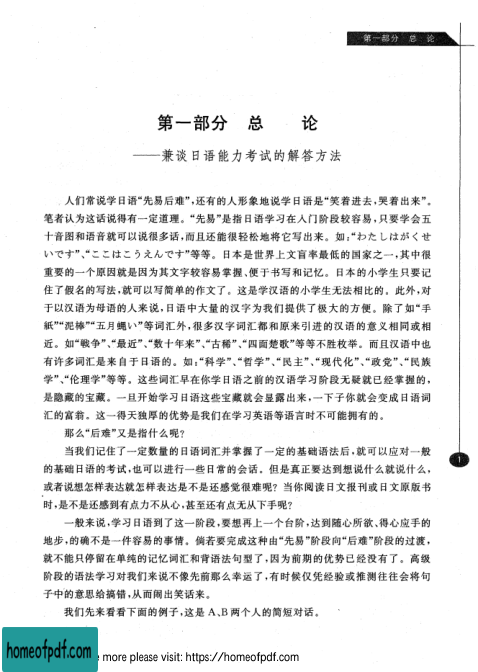 第一部分 总 论
第一部分 总 论
——兼谈日语能力考试的解答方法
人们常说学日语“先易后难”,还有的人形象地说学日语是“笑着进去,哭着出来”。
笔者认为这话说得有一定道理。“先易”是指日语学习在入门阶段较容易,只要学会五
十音图和语音就可以说很多话,而且还能很轻松地将它写出来。如:“わたしはがくせ
いです”、“ここはこうえんです”等等。日本是世界上文盲率最低的国家之一,其中很
重要的一个原因就是因为其文字较容易掌握、便于书写和记忆。日本的小学生只要记
住了假名的写法,就可以写简单的作文了。这是学汉语的小学生无法相比的。此外,对
于以汉语为母语的人来说,日语中大量的汉字为我们提供了极大的方便。除了如“手
紙”“泥棒”“五月蝿い”等词汇外,很多汉字词汇都和原来引进的汉语的意义相同或相
近。如“戦争”、“最近”、“数十年来”、“古稀”、“四面楚歌”等等不胜枚举。而且汉语中也
有许多词汇是来自于日语的。如:“科学”、“哲学”、“民主”、“现代化”、“政党”、“民族
学”、“伦理学”等等。这些词汇早在你学日语之前的汉语学习阶段无疑就已经掌握的,
是隐藏的宝藏。一旦开始学习日语这些宝藏就会显露出来,一下子你就会变成日语词
汇的富翁。这一得天独厚的优势是我们在学习英语等语言时不可能拥有的。
那么“后难”又是指什么呢?
当我们记住了一定数量的日语词汇并掌握了一定的基础语法后,就可以应对一般
的基础日语的考试,也可以进行一些日常的会话。但是真正要达到想说什么就说什么,
或者说想怎样表达就怎样表达是不是还感觉很难呢?当你阅读日文报刊或日文原版书
时,是不是还感到有点力不从心,甚至还有点无从下手呢?
一般来说,学习日语到了这一阶段,要想再上一个台阶,达到随心所欲、得心应手的
地步,的确不是一件容易的事情。倘若要完成这种由“先易”阶段向“后难”阶段的过渡,
就不能只停留在单纯的记忆词汇和背语法句型了,因为前期的优势已经没有了。高级
阶段的语法学习对我们来说不像先前那么幸运了,有时候仅凭经验或推测往往会将句
子中的意思给搞错,从而闹出笑话来。
我们先来看看下面的例子,这是 A、B 两个人的简短对话。
1
homeofpdf.com
more please visit: https://homeofpdf.com